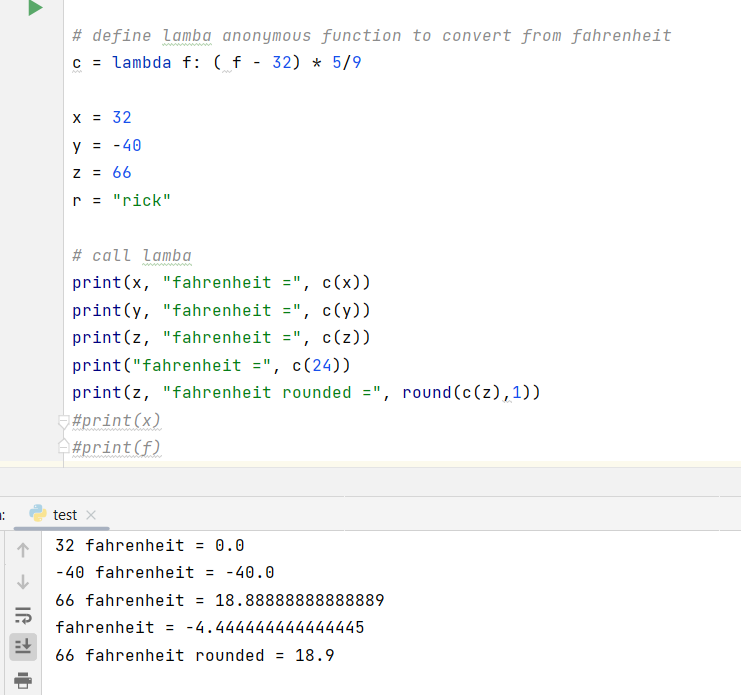 # define lamba anonymous function to convert from fahrenheit
c = lambda f: ( f - 32) * 5/9
x = 32
y = -40
z = 66
r = "rick"
# call lamba
print(x, "fahrenheit =", c(x))
print(y, "fahrenheit =", c(y))
print(z, "fahrenheit =", c(z))
print("fahrenheit =", c(24))
print(z, "fahrenheit rounded =", round(c(z),1))
#print(x)
#print(f)
: test
32 fahrenheit = 0.0
-40 fahrenheit = -40.0
66 fahrenheit = 18.88888888888889
fahrenheit = -4.444444444444445
66 fahrenheit rounded = 18.9